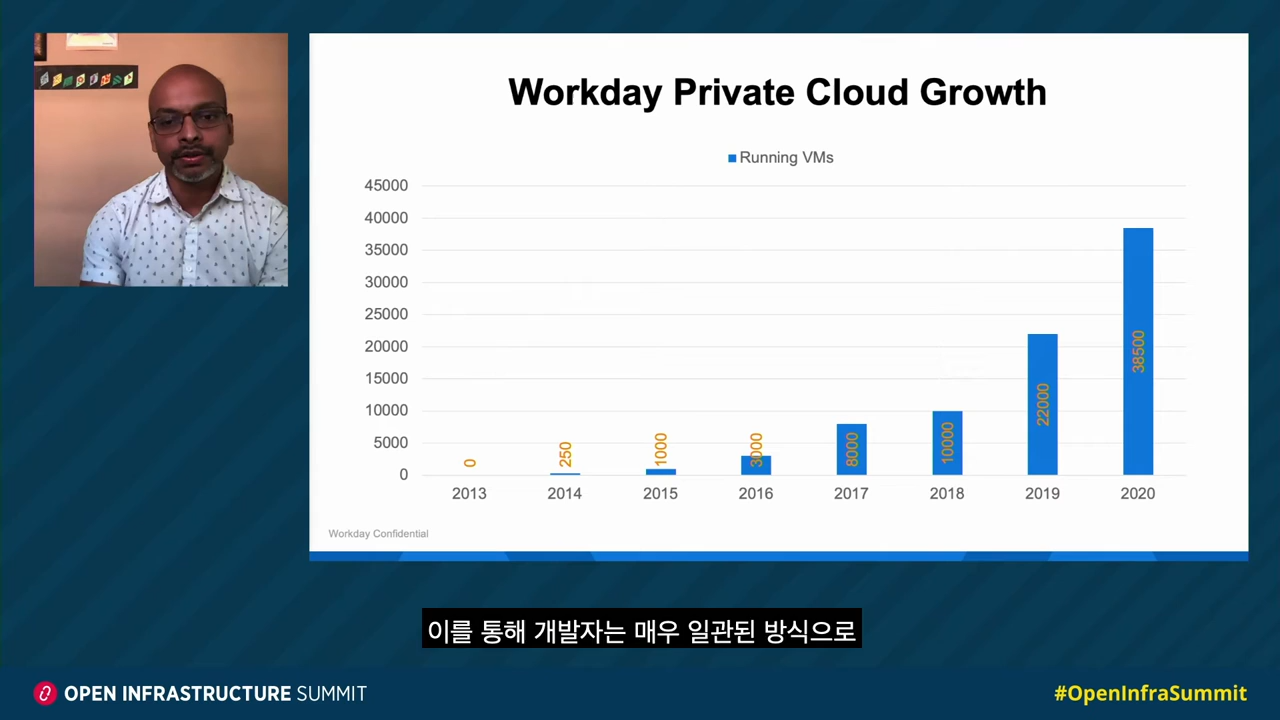 Workday Private Cloud Growth
Running VMs
45000
40000
35000
30000
25000
20000
15000
10000
5000
0
0
250
1000
3000
8000
10000
22000
38500
2013 2014 2015 2016 2017 2018 2019 2020
Workday Confidential
이를 통해 개발자는 매우 일관된 방식으로
OPEN INFRASTRUCTURE SUMMIT
#OpenInfraSummit